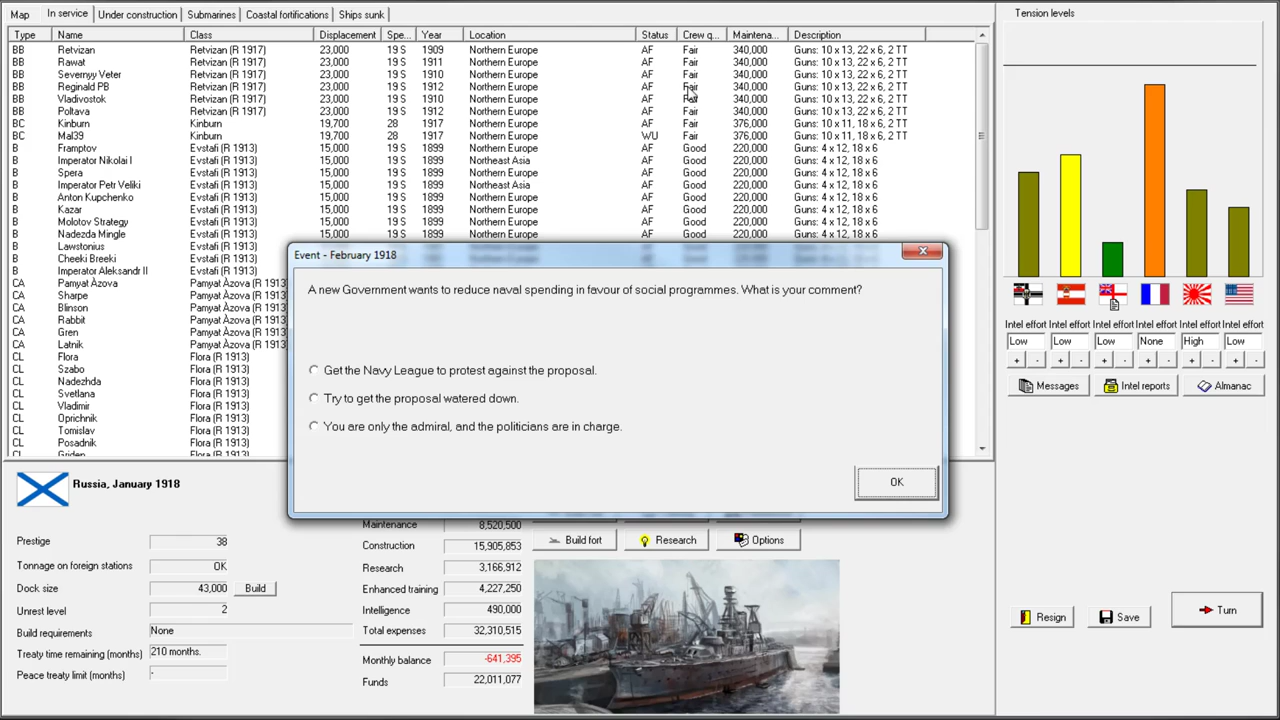 Map In service Under construction Submarines Coastal fortifications Ships sunk
Type Name Class Displacement Spe... Year Location Status Crew q... Maintena... Description
BB Retvizan Retvizan (R 1917) 23,000 19 S 1909 Northern Europe AF Fair 340,000 Guns: 10 x 13, 22 x 6, 2 TT
BB Rawat Retvizan (R 1917) 23,000 19 S 1911 Northern Europe AF Fair 340,000 Guns: 10 x 13, 22 x 6, 2 TT
BB Severnyy Veter Retvizan (R 1917) 23,000 19 S 1910 Northern Europe AF Fair 340,000 Guns: 10 x 13, 22 x 6, 2 TT
BB Reginald PB Retvizan (R 1917) 23,000 19 S 1912 Northern Europe AF Fair 340,000 Guns: 10 x 13, 22 x 6, 2 TT
BB Vladivostok Retvizan (R 1917) 23,000 19 S 1910 Northern Europe AF Fair 340,000 Guns: 10 x 13, 22 x 6, 2 TT
BB Poltava Retvizan (R 1917) 23,000 19 S 1912 Northern Europe AF Fair 340,000 Guns: 10 x 13, 22 x 6, 2 TT
BC Kinburn Kinburn 19,700 28 1917 Northern Europe AF Fair 376,000 Guns: 10 x 11, 18 x 6, 2 TT
BC Mal39 Kinburn 19,700 28 1917 Northern Europe WU Fair 376,000 Guns: 10 x 11, 18 x 6, 2 TT
B Framptov Evstafi (R 1913) 15,000 19 S 1899 Northern Europe AF Good 220,000 Guns: 4 x 12, 18 x 6
B Imperator Nikolai I Evstafi (R 1913) 15,000 19 S 1899 Northeast Asia AF Good 220,000 Guns: 4 x 12, 18 x 6
B Spera Evstafi (R 1913) 15,000 19 S 1899 Northern Europe AF Good 220,000 Guns: 4 x 12, 18 x 6
B Imperator Petr Veliki Evstafi (R 1913) 15,000 19 S 1899 Northeast Asia AF Good 220,000 Guns: 4 x 12, 18 x 6
B Anton Kupchenko Evstafi (R 1913) 15,000 19 S 1899 Northern Europe AF Good 220,000 Guns: 4 x 12, 18 x 6
B Kazar Evstafi (R 1913) 15,000 19 S 1899 Northern Europe AF Good 220,000 Guns: 4 x 12, 18 x 6
B Molotov Strategy Evstafi (R 1913) 15,000 19 S 1899 Northern Europe AF Good 220,000 Guns: 4 x 12, 18 x 6
B Nadezda Mingle Evstafi (R 1913) 15,000 19 S 1899 Northern Europe AF Good 220,000 Guns: 4 x 12, 18 x 6
B Lawstonius Evstafi (R 1913)
B Cheeki Breeki Evstafi (R 1913)
B Imperator Aleksandr II Evstafi (R 1913)
CA Pamyat Àzova Pamyat Àzova (R 1913)
CA Sharpe Pamyat Àzova (R 1913)
CA Blinson Pamyat Àzova (R 1913)
CA Rabbit Pamyat Àzova (R 1913)
CA Gren Pamyat Àzova (R 1913)
CA Latnik Pamyat Àzova (R 1913)
CL Flora Flora (R 1913)
CL Szabo Flora (R 1913)
CL Nadezhda Flora (R 1913)
CL Svetlana Flora (R 1913)
CL Vladimir Flora (R 1913)
CL Oprichnik Flora (R 1913)
CL Tomislav Flora (R 1913)
CL Posadnik Flora (R 1913)
CL Griden Flora (R 1913)
Event - February 1918
A new Government wants to reduce naval spending in favour of social programmes. What is your comment?
Get the Navy League to protest against the proposal.
Try to get the proposal watered down.
You are only the admiral, and the politicians are in charge.
OK
Tension levels
Intel effort Intel effort Intel effort Intel effort Intel effort Intel effort
Low Low Low None High Low
+ - + - + - + - + - + -
Messages Intel reports Almanac
Russia, January 1918
Prestige 38
Tonnage on foreign stations OK
Dock size 43,000 Build
Unrest level 2
Build requirements None
Treaty time remaining (months) 210 months.
Peace treaty limit (months) -
Maintenance 8,520,500
Construction 15,905,853
Research 3,166,912
Enhanced training 4,227,250
Intelligence 490,000
Total expenses 32,310,515
Monthly balance -641,395
Funds 22,011,077
Build fort Research Options
Resign Save Turn